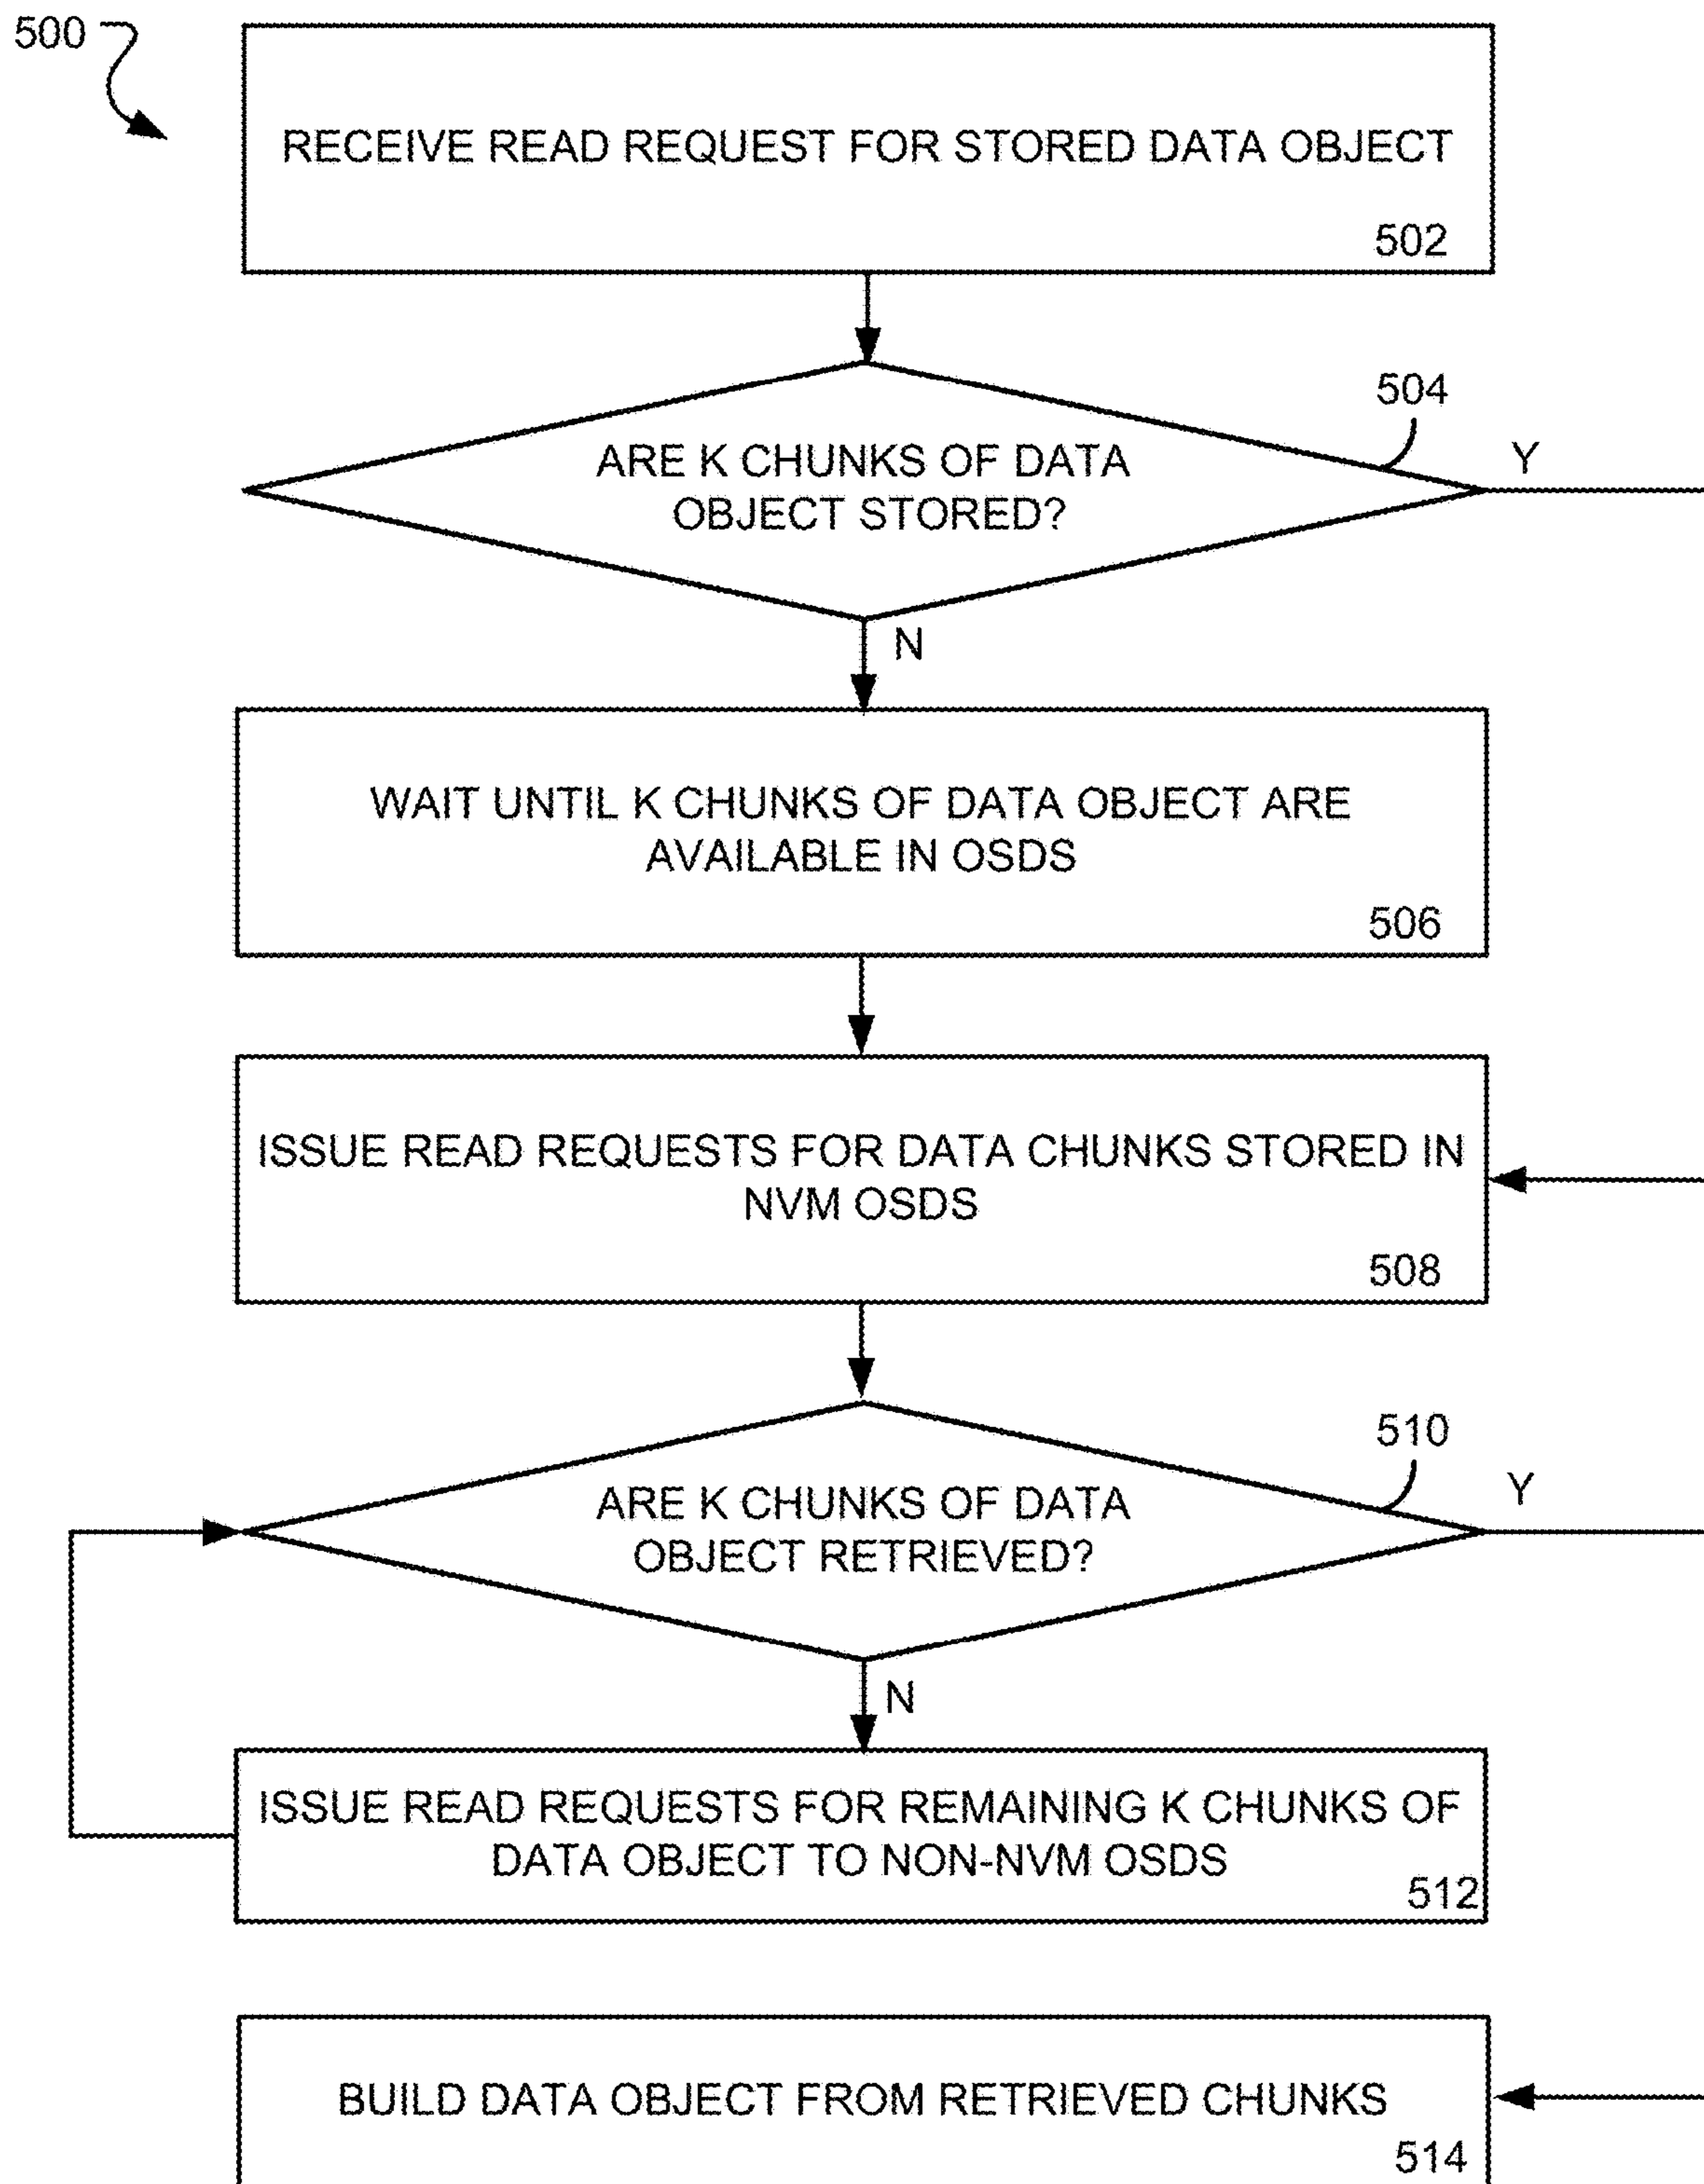 500
RECEIVE READ REQUEST FOR STORED DATA OBJECT
502
504
ARE K CHUNKS OF DATA
OBJECT STORED?
Y
N
WAIT UNTIL K CHUNKS OF DATA OBJECT ARE
AVAILABLE IN OSDS
506
ISSUE READ REQUESTS FOR DATA CHUNKS STORED IN
NVM OSDS
508
510
ARE K CHUNKS OF DATA
OBJECT RETRIEVED?
Y
N
ISSUE READ REQUESTS FOR REMAINING K CHUNKS OF
DATA OBJECT TO NON-NVM OSDS
512
BUILD DATA OBJECT FROM RETRIEVED CHUNKS
514